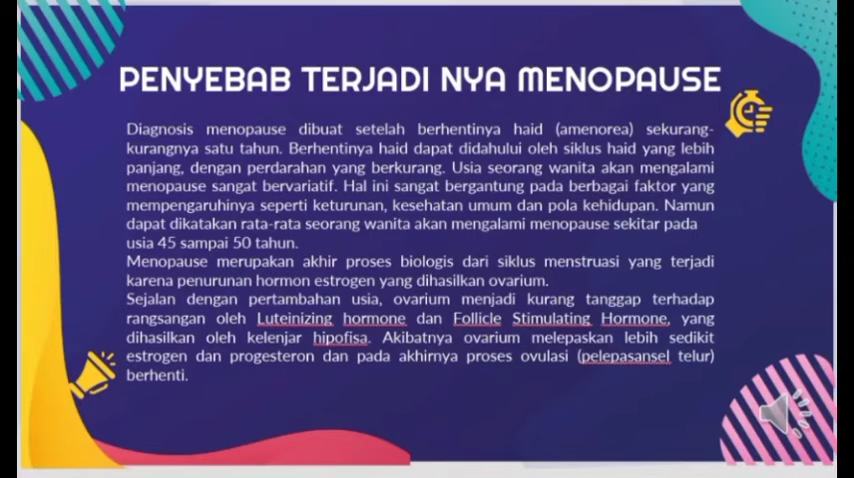 PENYEBAB TERJADI NYA MENOPAUSE
Diagnosis menopause dibuat setelah berhentinya haid (amenorea) sekurang-
kurangnya satu tahun. Berhentinya haid dapat didahului oleh siklus haid yang lebih
panjang, dengan perdarahan yang berkurang. Usia seorang wanita akan mengalami
menopause sangat bervariatif. Hal ini sangat bergantung pada berbagai faktor yang
mempengaruhinya seperti keturunan, kesehatan umum dan pola kehidupan. Namun
dapat dikatakan rata-rata seorang wanita akan mengalami menopause sekitar pada
usia 45 sampai 50 tahun.
Menopause merupakan akhir proses biologis dari siklus menstruasi yang terjadi
karena penurunan hormon estrogen yang dihasilkan ovarium.
Sejalan dengan pertambahan usia, ovarium menjadi kurang tanggap terhadap
rangsangan oleh Luteinizing hormone dan Follicle Stimulating Hormone, yang
dihasilkan oleh kelenjar hipofisa. Akibatnya ovarium melepaskan lebih sedikit
estrogen dan progesteron dan pada akhirnya proses ovulasi (pelepasansel telur)
berhenti.